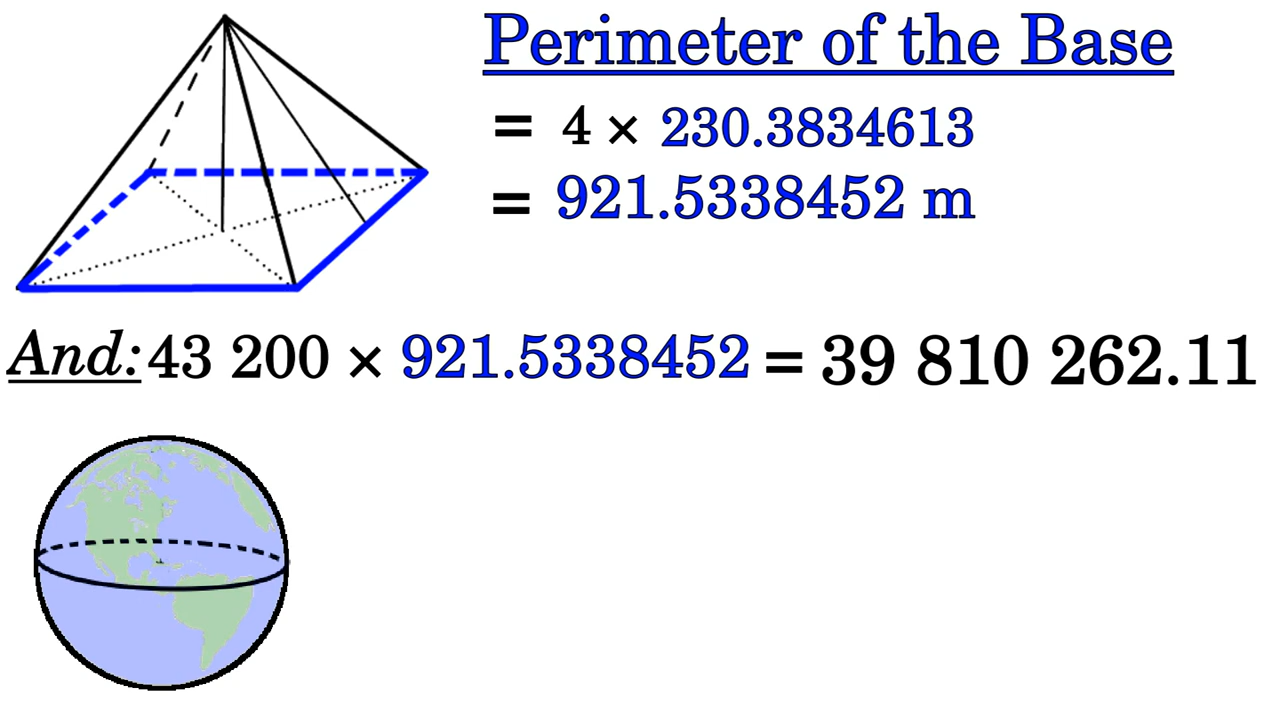 Perimeter of the Base
= 4 × 230.3834613
= 921.5338452 m
And: 43 200 × 921.5338452 = 39 810 262.11